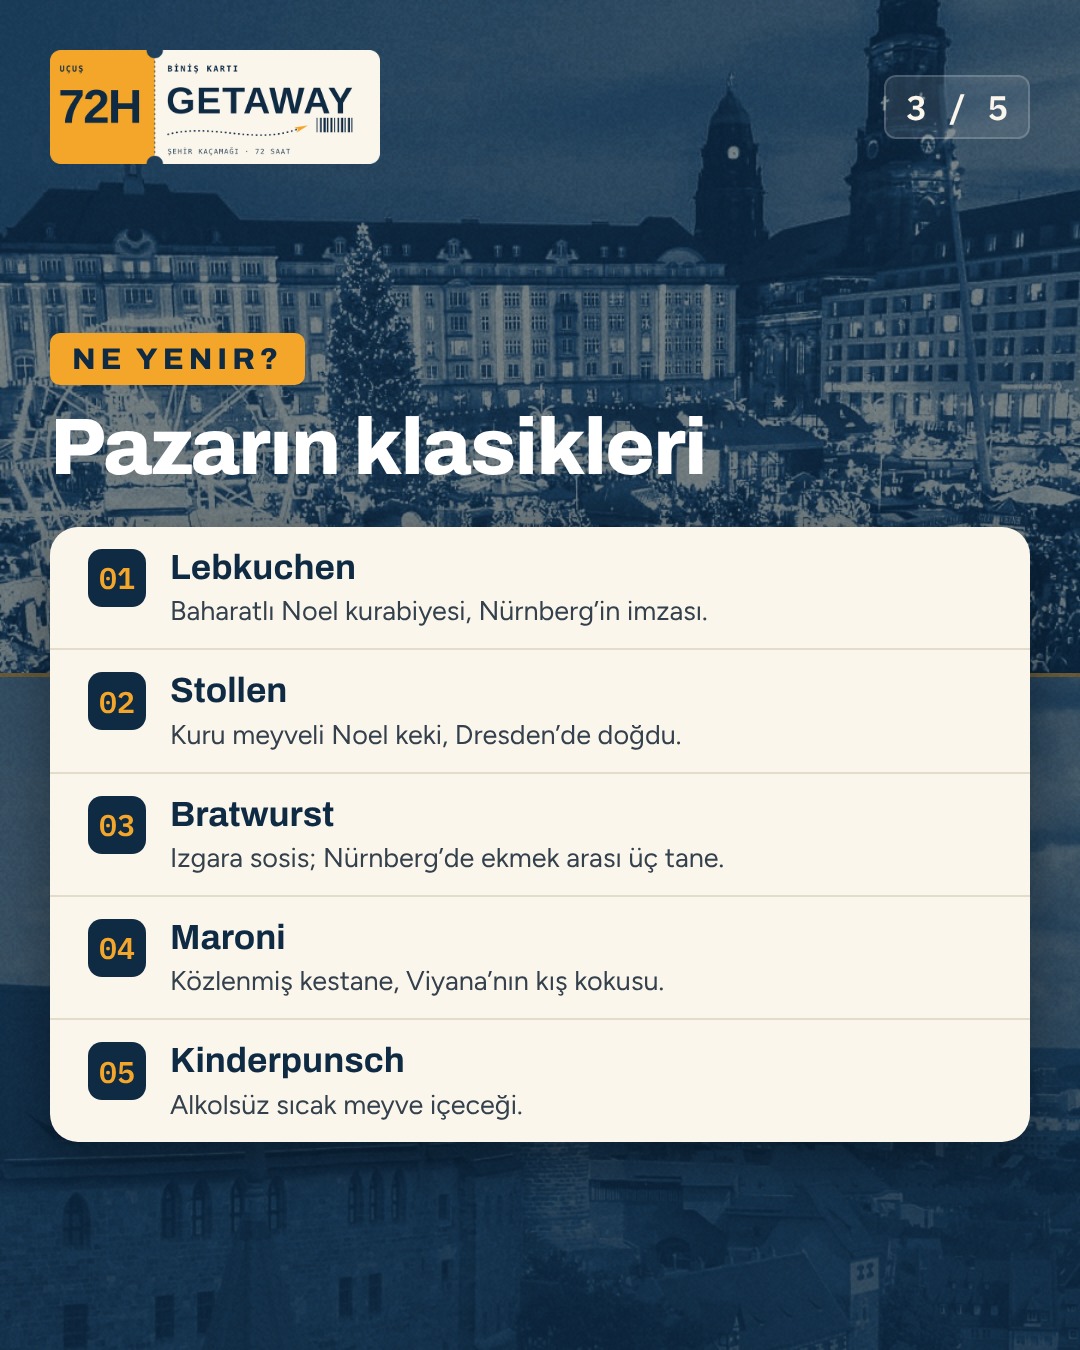 UÇUŞ
72H
BİNİŞ KARTI
GETAWAY
ŞEHİR KAÇAMAĞI · 72 SAAT
3 / 5
NE YENIR?
Pazarın klasikleri
01
Lebkuchen
Baharatlı Noel kurabiyesi, Nürnberg’in imzası.
02
Stollen
Kuru meyveli Noel keki, Dresden’de doğdu.
03
Bratwurst
Izgara sosis; Nürnberg’de ekmek arası üç tane.
04
Maroni
Közlenmiş kestane, Viyana’nın kış kokusu.
05
Kinderpunsch
Alkolsüz sıcak meyve içeceği.